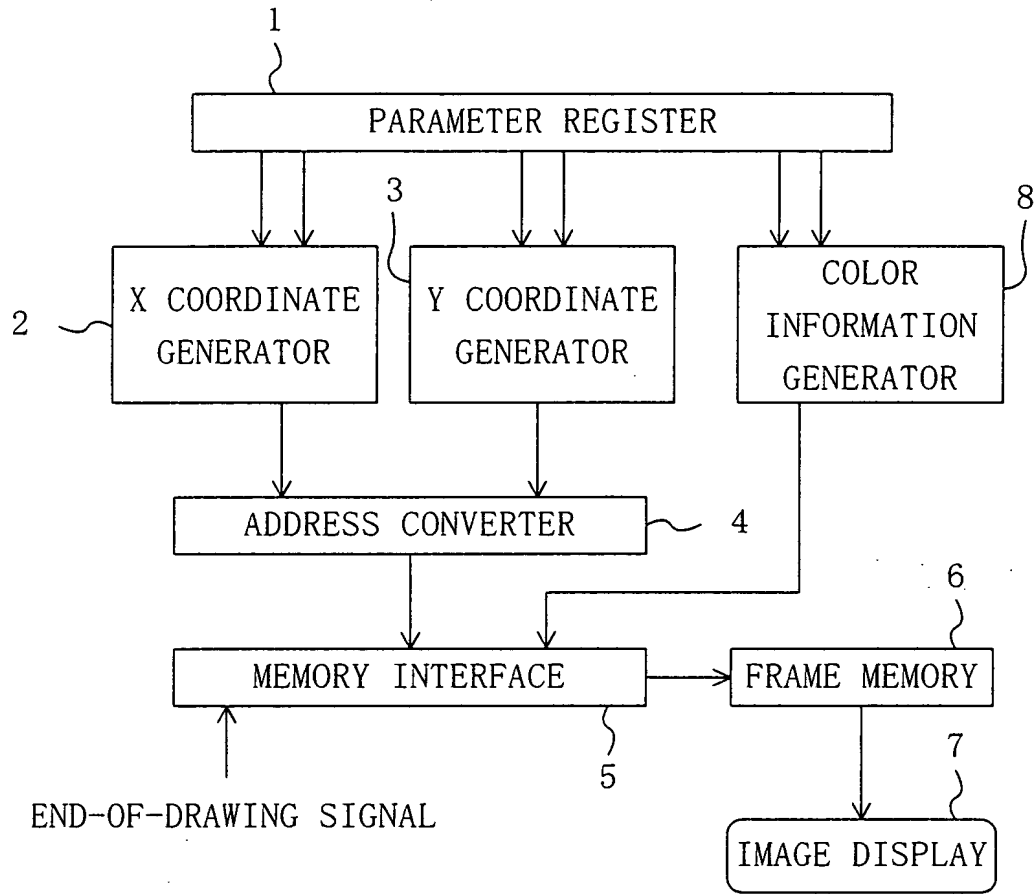 1
PARAMETER REGISTER
2
X COORDINATE
GENERATOR
3
Y COORDINATE
GENERATOR
8
COLOR
INFORMATION
GENERATOR
ADDRESS CONVERTER
4
MEMORY INTERFACE
5
6
FRAME MEMORY
END-OF-DRAWING SIGNAL
7
IMAGE DISPLAY